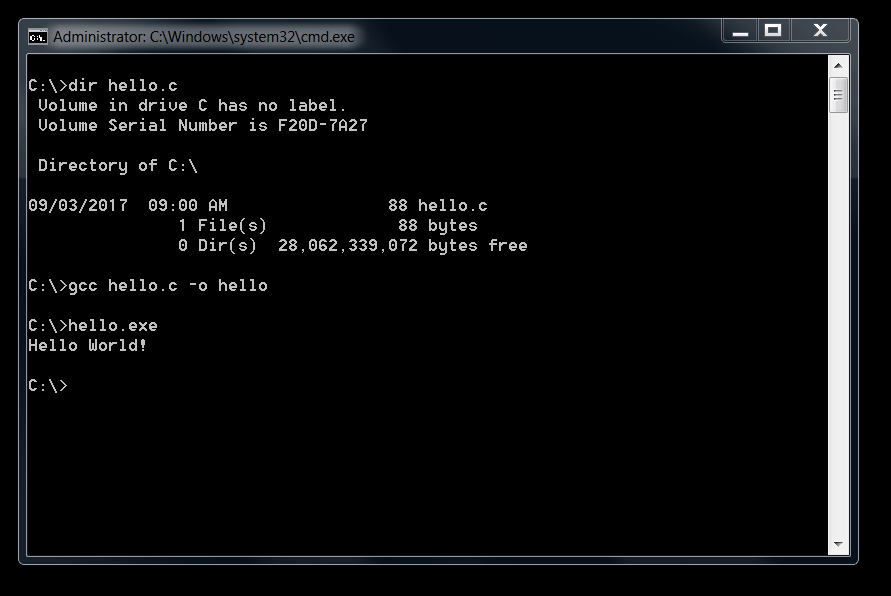 Administrator: C:\Windows\system32\cmd.exe
C:\>dir hello.c
 Volume in drive C has no label.
 Volume Serial Number is F20D-7A27

 Directory of C:\

09/03/2017  09:00 AM                88 hello.c
               1 File(s)             88 bytes
               0 Dir(s)  28,062,339,072 bytes free

C:\>gcc hello.c -o hello

C:\>hello.exe
Hello World!

C:\>